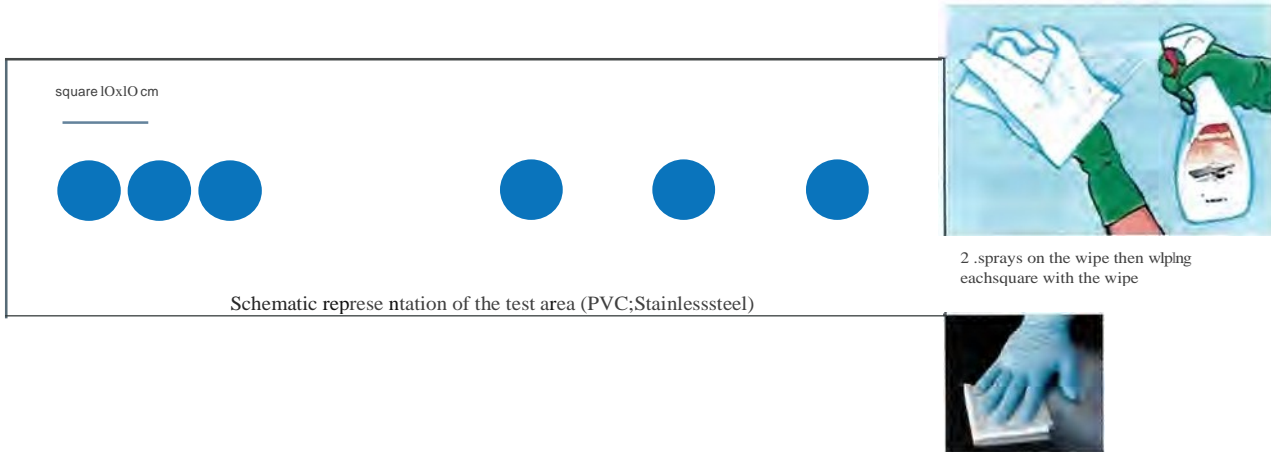 square lOxlO cm
2 .sprays on the wipe then wlplng
eachsquare with the wipe
Schematic represe ntation of the test area (PVC;Stainlesssteel)